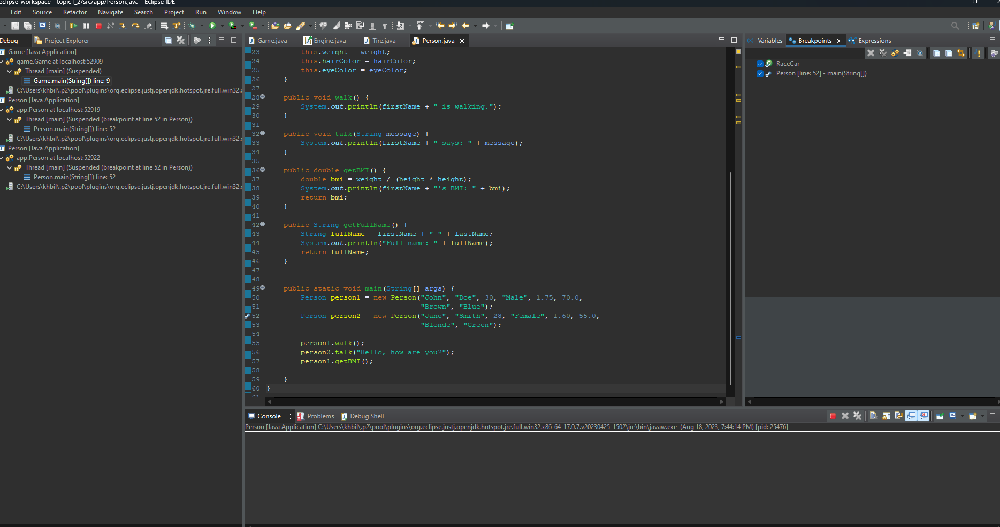 eclipse-workspace - topic1_2/src/app/Person.java - Eclipse IDE
Edit Source Refactor Navigate Search Project Run Window Help
Debug Project Explorer
Game [Java Application]
game.Game at localhost:52909
Thread [main] (Suspended)
Game.main(String[]) line: 9
C:\Users\khbil\.p2\pool\plugins\org.eclipse.justj.openjdk.hotspot.jre.full.win32.x
Person [Java Application]
app.Person at localhost:52919
Thread [main] (Suspended (breakpoint at line 52 in Person))
Person.main(String[]) line: 52
C:\Users\khbil\.p2\pool\plugins\org.eclipse.justj.openjdk.hotspot.jre.full.win32.x
Person [Java Application]
app.Person at localhost:52922
Thread [main] (Suspended (breakpoint at line 52 in Person))
Person.main(String[]) line: 52
C:\Users\khbil\.p2\pool\plugins\org.eclipse.justj.openjdk.hotspot.jre.full.win32.x
Game.java Engine.java Tire.java Person.java
23 this.weight = weight;
24 this.hairColor = hairColor;
25 this.eyeColor = eyeColor;
26 }
27
28 public void walk() {
29 System.out.println(firstName + " is walking.");
30 }
31
32 public void talk(String message) {
33 System.out.println(firstName + " says: " + message);
34 }
35
36 public double getBMI() {
37 double bmi = weight / (height * height);
38 System.out.println(firstName + "'s BMI: " + bmi);
39 return bmi;
40 }
41
42 public String getFullName() {
43 String fullName = firstName + " " + lastName;
44 System.out.println("Full name: " + fullName);
45 return fullName;
46 }
47
48
49 public static void main(String[] args) {
50 Person person1 = new Person("John", "Doe", 30, "Male", 1.75, 70.0,
51 "Brown", "Blue");
52 Person person2 = new Person("Jane", "Smith", 28, "Female", 1.60, 55.0,
53 "Blonde", "Green");
54
55 person1.walk();
56 person2.talk("Hello, how are you?");
57 person1.getBMI();
58
59 }
60 }
61
Variables Breakpoints Expressions
RaceCar
Person [line: 52] - main(String[])
Console Problems Debug Shell
Person [Java Application] C:\Users\khbil\.p2\pool\plugins\org.eclipse.justj.openjdk.hotspot.jre.full.win32.x86_64_17.0.7.v20230425-1502\jre\bin\javaw.exe (Aug 18, 2023, 7:44:14 PM) [pid: 25476]